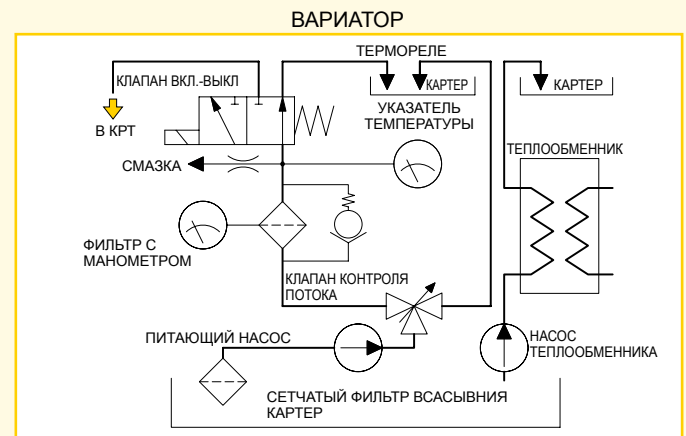 ВАРИАТОР
ТЕРМОРЕЛЕ
КЛАПАН ВКЛ.-ВЫКЛ
КАРТЕР
КАРТЕР
В КРТ
УКАЗАТЕЛЬ
ТЕМПЕРАТУРЫ
СМАЗКА
ТЕПЛООБМЕННИК
ФИЛЬТР С
МАНОМЕТРОМ
КЛАПАН КОНТРОЛЯ
ПОТОКА
ПИТАЮЩИЙ НАСОС
НАСОС
ТЕПЛООБМЕННИКА
СЕТЧАТЫЙ ФИЛЬТР ВСАСЫВНИЯ
КАРТЕР